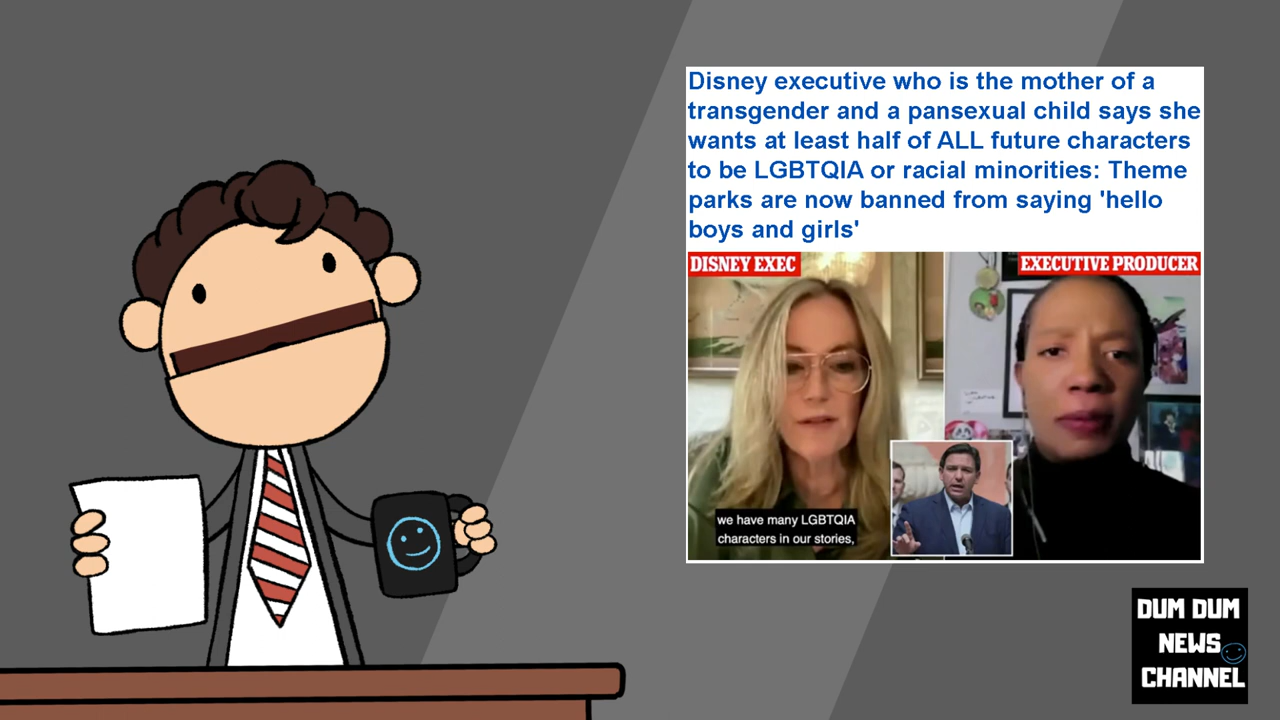 Disney executive who is the mother of a
transgender and a pansexual child says she
wants at least half of ALL future characters
to be LGBTQIA or racial minorities: Theme
parks are now banned from saying 'hello
boys and girls'
DISNEY EXEC
EXECUTIVE PRODUCER
we have many LGBTQIA
characters in our stories,
DUM DUM
NEWS
CHANNEL